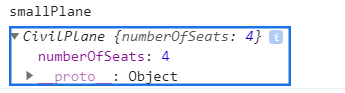 smallPlane
▼CivilPlane {numberOfSeats: 4} i
numberOfSeats: 4
▶__proto__: Object